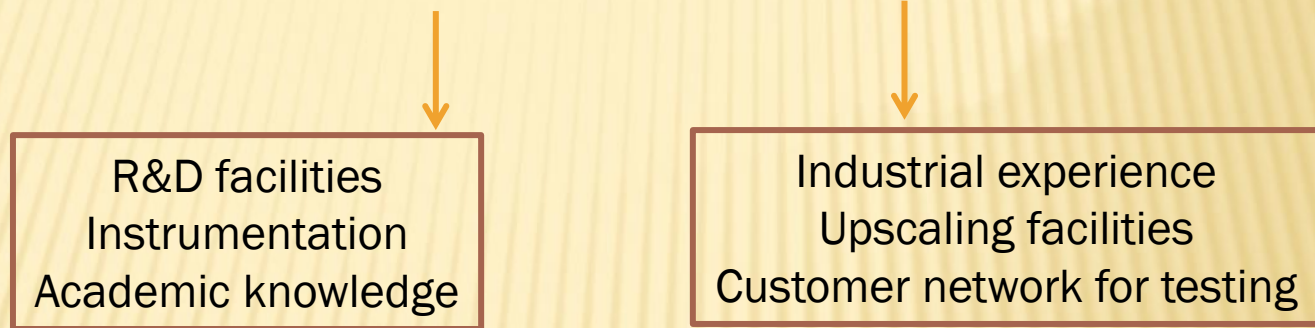 R&D facilities
Instrumentation
Academic knowledge
Industrial experience
Upscaling facilities
Customer network for testing